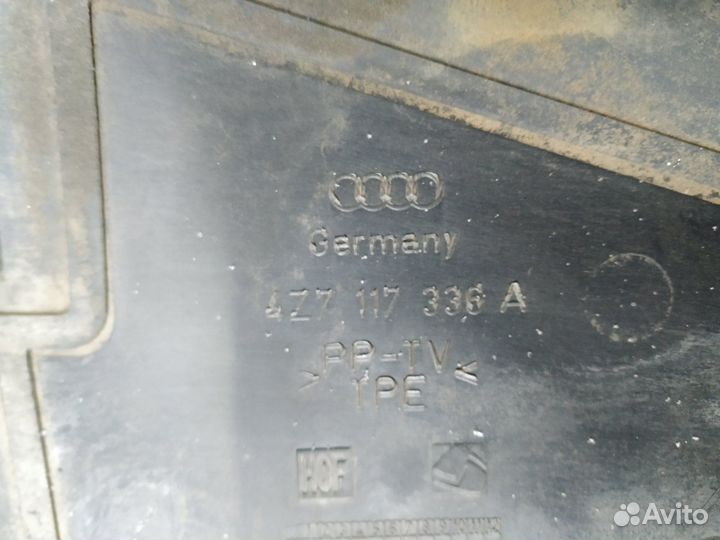 Germany
4Z7 117 336 A
>PP-TV
TPE<
HOF
Avito